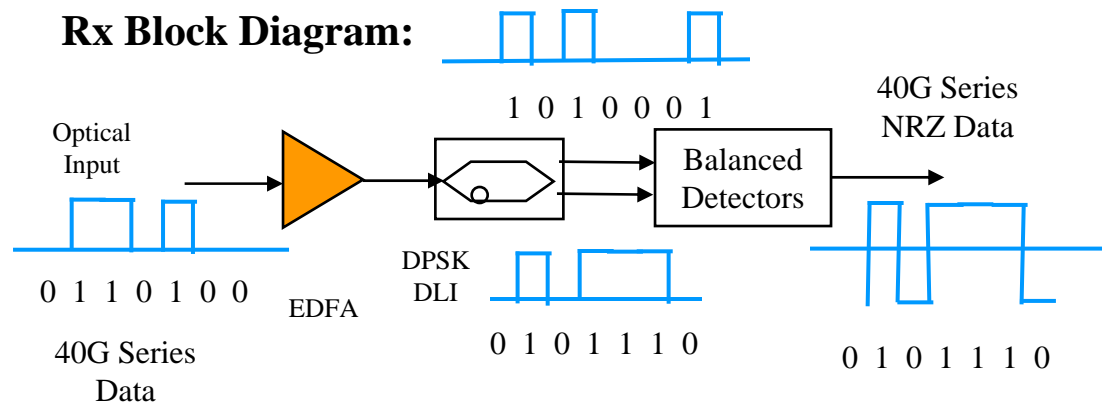 Rx Block Diagram:
1 0 1 0 0 0 1
40G Series
NRZ Data
Optical
Input
Balanced
Detectors
DPSK
DLI
EDFA
0 1 1 0 1 0 0
0 1 0 1 1 1 0
0 1 0 1 1 1 0
40G Series
Data